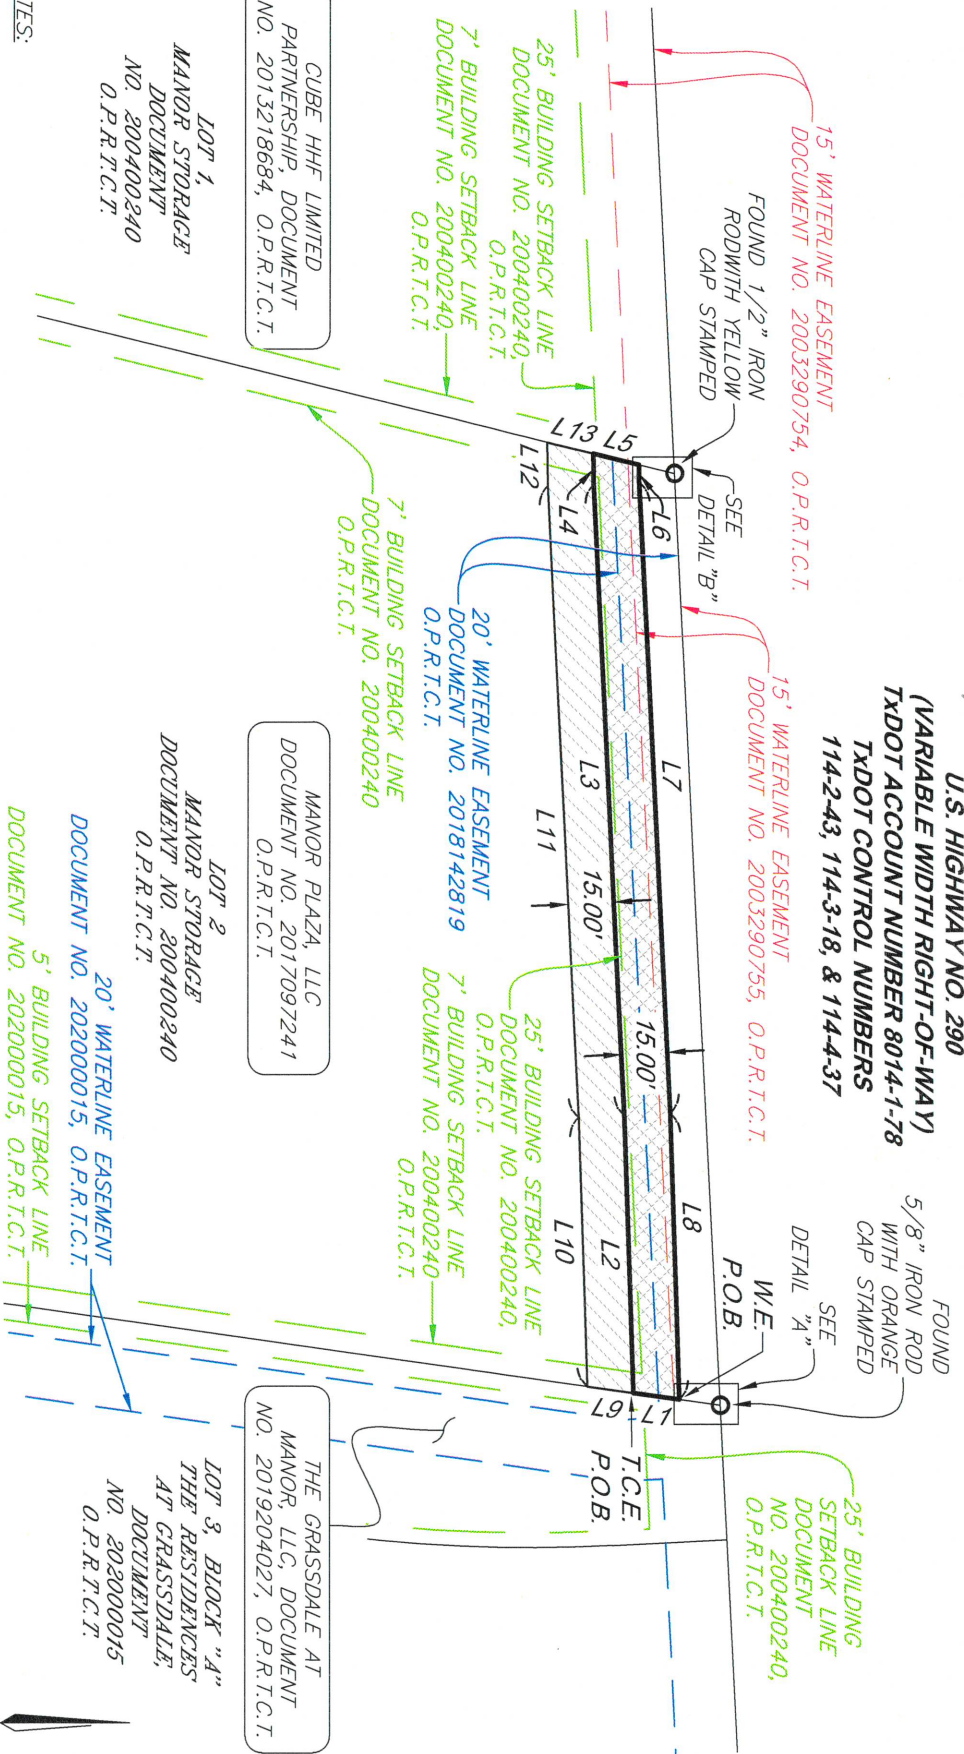 U.S. HIGHWAY NO. 290
(VARIABLE WIDTH RIGHT-OF-WAY)
TxDOT ACCOUNT NUMBER 8014-1-78
TxDOT CONTROL NUMBERS
114-2-43, 114-3-18, & 114-4-37
15' WATERLINE EASEMENT
DOCUMENT NO. 2003290754, O.P.R.T.C.T.
FOUND 1/2" IRON
RODWITH YELLOW
CAP STAMPED
SEE
DETAIL "B"
15' WATERLINE EASEMENT
DOCUMENT NO. 2003290755, O.P.R.T.C.T.
FOUND
5/8" IRON ROD
WITH ORANGE
CAP STAMPED
SEE
DETAIL "A"
W.E.
P.O.B.
25' BUILDING
SETBACK LINE
DOCUMENT
NO. 200400240,
O.P.R.T.C.T.
25' BUILDING SETBACK LINE
DOCUMENT NO. 200400240,
O.P.R.T.C.T.
7' BUILDING SETBACK LINE
DOCUMENT NO. 200400240,
O.P.R.T.C.T.
L13
L5
L6
L7
L8
L12
L4
L3
L11
15.00'
15.00'
L2
L10
L9
L1
T.C.E.
P.O.B.
20' WATERLINE EASEMENT
DOCUMENT NO. 2018142819
O.P.R.T.C.T.
7' BUILDING SETBACK LINE
DOCUMENT NO. 200400240
O.P.R.T.C.T.
25' BUILDING SETBACK LINE
DOCUMENT NO. 200400240,
O.P.R.T.C.T.
7' BUILDING SETBACK LINE
DOCUMENT NO. 200400240
O.P.R.T.C.T.
CUBE HHF LIMITED
PARTNERSHIP, DOCUMENT
NO. 2013218684, O.P.R.T.C.T.
LOT 1,
MANOR STORAGE
DOCUMENT
NO. 200400240
O.P.R.T.C.T.
MANOR PLAZA, LLC
DOCUMENT NO. 2017097241
O.P.R.T.C.T.
LOT 2
MANOR STORAGE
DOCUMENT NO. 200400240
O.P.R.T.C.T.
THE GRASSDALE AT
MANOR, LLC, DOCUMENT
NO. 2019204027, O.P.R.T.C.T.
LOT 3, BLOCK "A"
THE RESIDENCES
AT GRASSDALE,
DOCUMENT
NO. 202000015
O.P.R.T.C.T.
20' WATERLINE EASEMENT
DOCUMENT NO. 202000015, O.P.R.T.C.T.
5' BUILDING SETBACK LINE
DOCUMENT NO. 202000015, O.P.R.T.C.T.
TES: